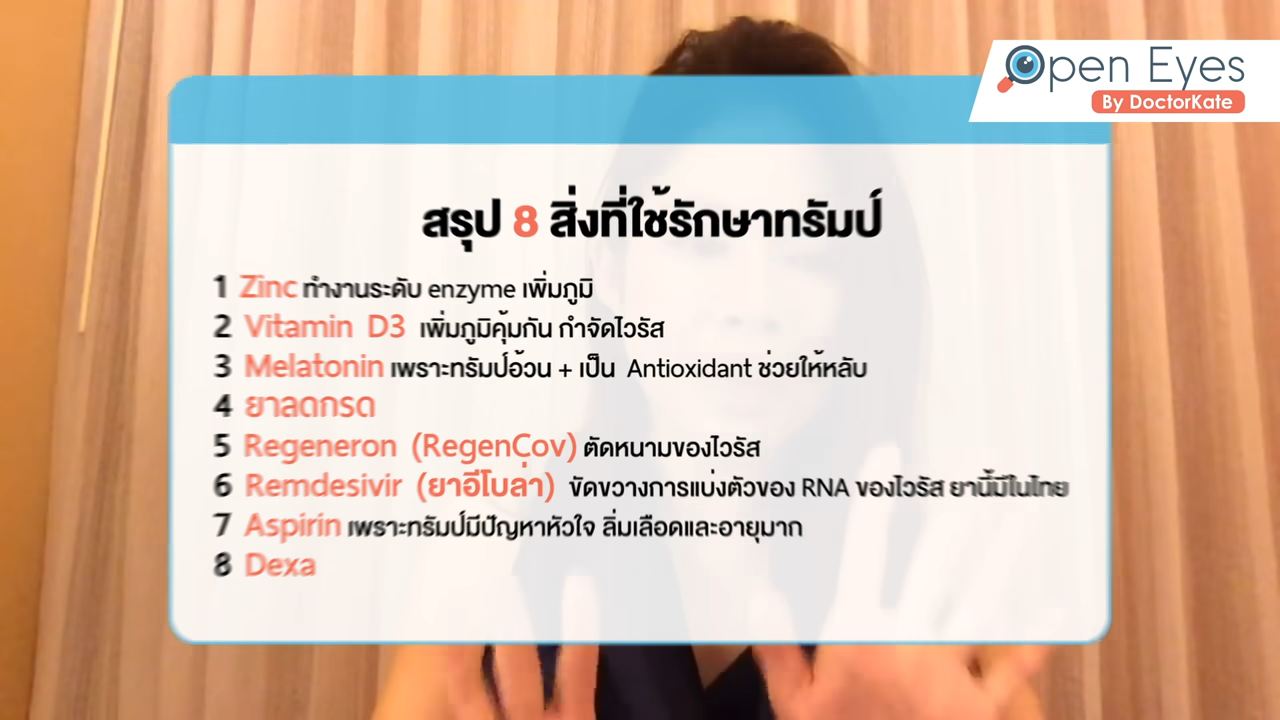 Open Eyes
By DoctorKate
สรุป 8 สิ่งที่ใช้รักษาทรัมป์
1 Zinc ทำงานระดับ enzyme เพิ่มภูมิ
2 Vitamin D3 เพิ่มภูมิคุ้มกัน กำจัดไวรัส
3 Melatonin เพราะทรัมป์อ้วน + เป็น Antioxidant ช่วยให้หลับ
4 ยาลดกรด
5 Regeneron (RegenCov) ตัดหนามของไวรัส
6 Remdesivir (ยาอีโบล่า) ขัดขวางการแบ่งตัวของ RNA ของไวรัส ยานี้มีในไทย
7 Aspirin เพราะทรัมป์มีปัญหาหัวใจ ลิ่มเลือดและอายุมาก
8 Dexa